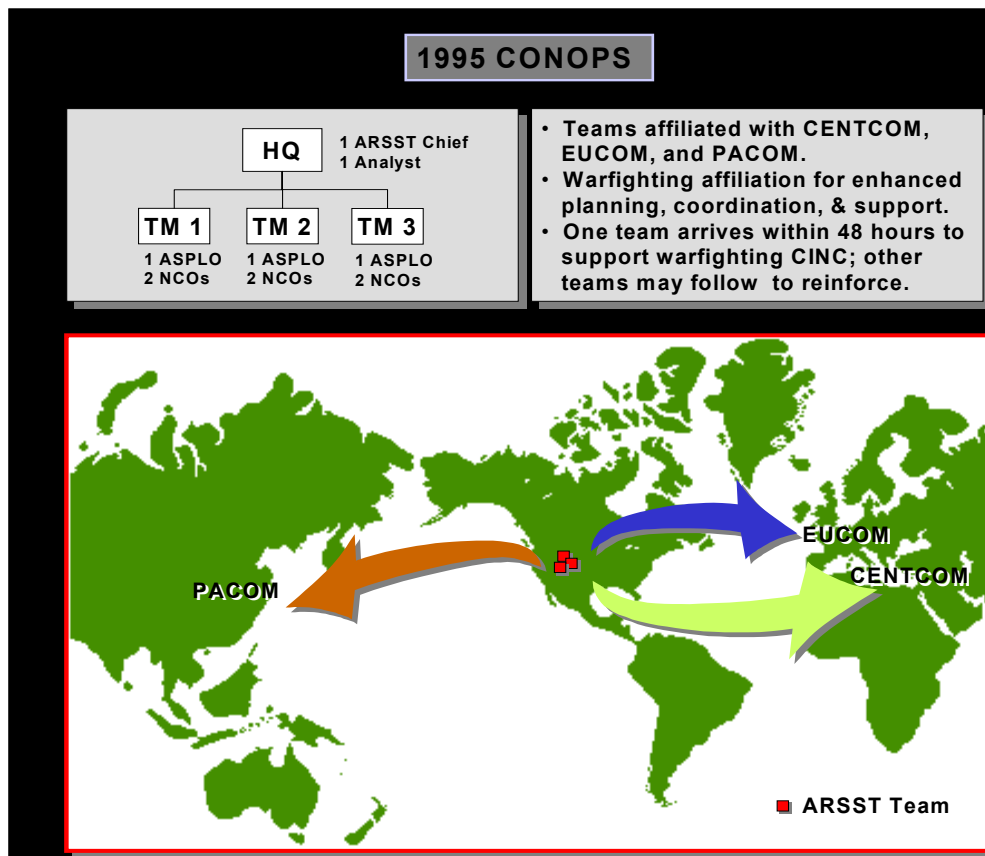 1995 CONOPS
HQ
1 ARSST Chief
1 Analyst
TM 1
TM 2
TM 3
1 ASPLO
2 NCOs
1 ASPLO
2 NCOs
1 ASPLO
2 NCOs
• Teams affiliated with CENTCOM,
EUCOM, and PACOM.
• Warfighting affiliation for enhanced
planning, coordination, & support.
• One team arrives within 48 hours to
support warfighting CINC; other
teams may follow to reinforce.
EUCOM
CENTCOM
PACOM
ARSST Team